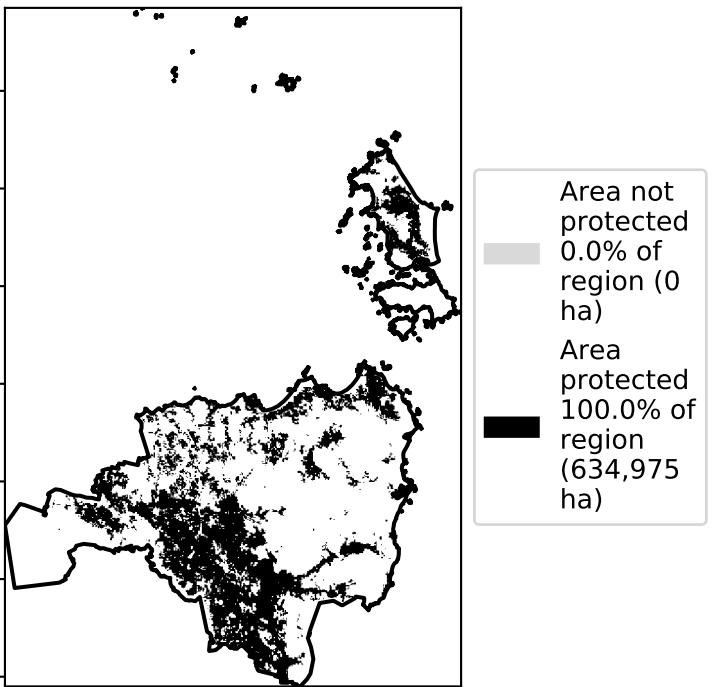 Area not
protected
0.0% of
region (0
ha)
Area
protected
100.0% of
region
(634,975
ha)